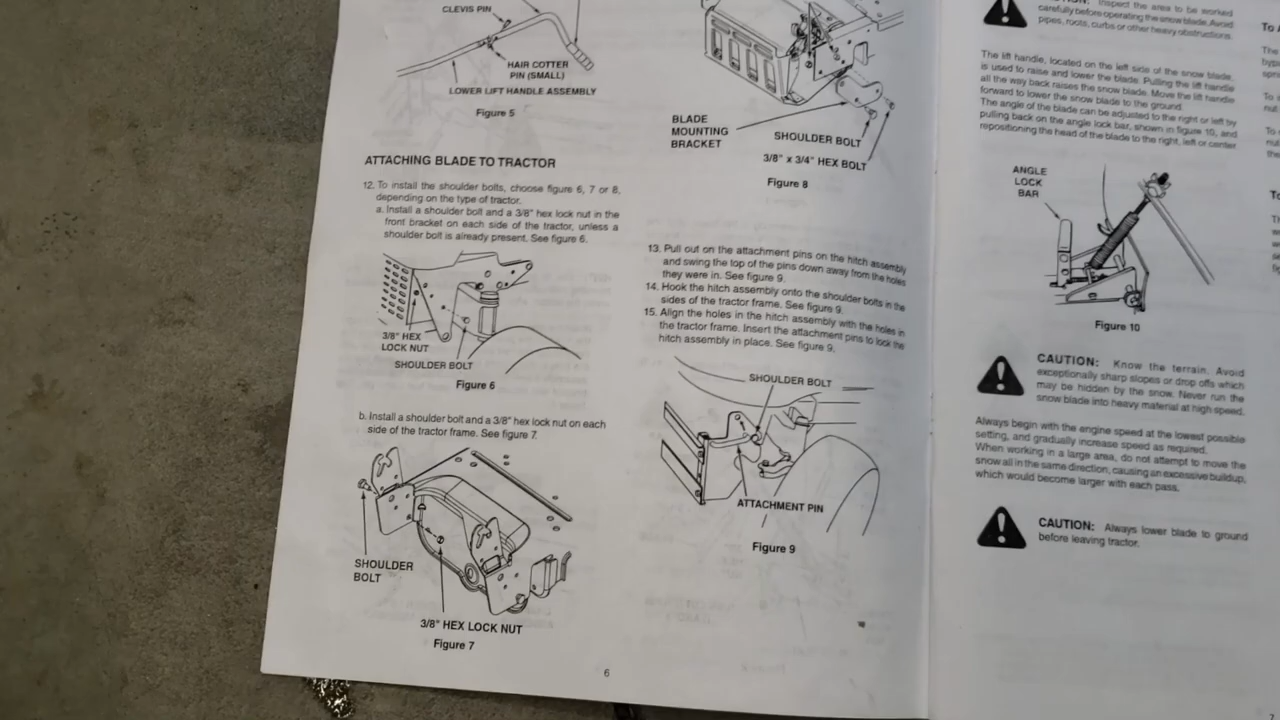 CLEVIS PIN
HAIR COTTER
PIN (SMALL)
LOWER LIFT HANDLE ASSEMBLY
Figure 5
ATTACHING BLADE TO TRACTOR
12. To install the shoulder bolts, choose figure 6, 7 or 8,
depending on the type of tractor.
a. Install a shoulder bolt and a 3/8" hex lock nut in the
front bracket on each side of the tractor, unless a
shoulder bolt is already present. See figure 6.
3/8" HEX
LOCK NUT
SHOULDER BOLT
Figure 6
b. Install a shoulder bolt and a 3/8" hex lock nut on each
side of the tractor frame. See figure 7.
SHOULDER
BOLT
3/8" HEX LOCK NUT
Figure 7
BLADE
MOUNTING
BRACKET
SHOULDER BOLT
3/8" x 3/4" HEX BOLT
Figure 8
13. Pull out on the attachment pins on the hitch assembly
and swing the top of the pins down away from the holes
they were in. See figure 9.
14. Hook the hitch assembly onto the shoulder bolts in the
sides of the tractor frame. See figure 9.
15. Align the holes in the hitch assembly with the holes in
the tractor frame. Insert the attachment pins to lock the
hitch assembly in place. See figure 9.
SHOULDER BOLT
ATTACHMENT PIN
Figure 9
6
Inspect the area to be worked
carefully before operating the snow blade. Avoid
pipes, roots, curbs or other heavy obstructions.
The lift handle, located on the left side of the snow blade,
is used to raise and lower the blade. Pulling the lift handle
all the way back raises the snow blade. Move the lift handle
forward to lower the snow blade to the ground.
The angle of the blade can be adjusted to the right or left by
pulling back on the angle lock bar, shown in figure 10, and
repositioning the head of the blade to the right, left or center
ANGLE
LOCK
BAR
Figure 10
CAUTION: Know the terrain. Avoid
exceptionally sharp slopes or drop offs which
may be hidden by the snow. Never run the
snow blade into heavy material at high speed.
Always begin with the engine speed at the lowest possible
setting, and gradually increase speed as required.
When working in a large area, do not attempt to move the
snow all in the same direction, causing an excessive buildup,
which would become larger with each pass.
CAUTION: Always lower blade to ground
before leaving tractor.